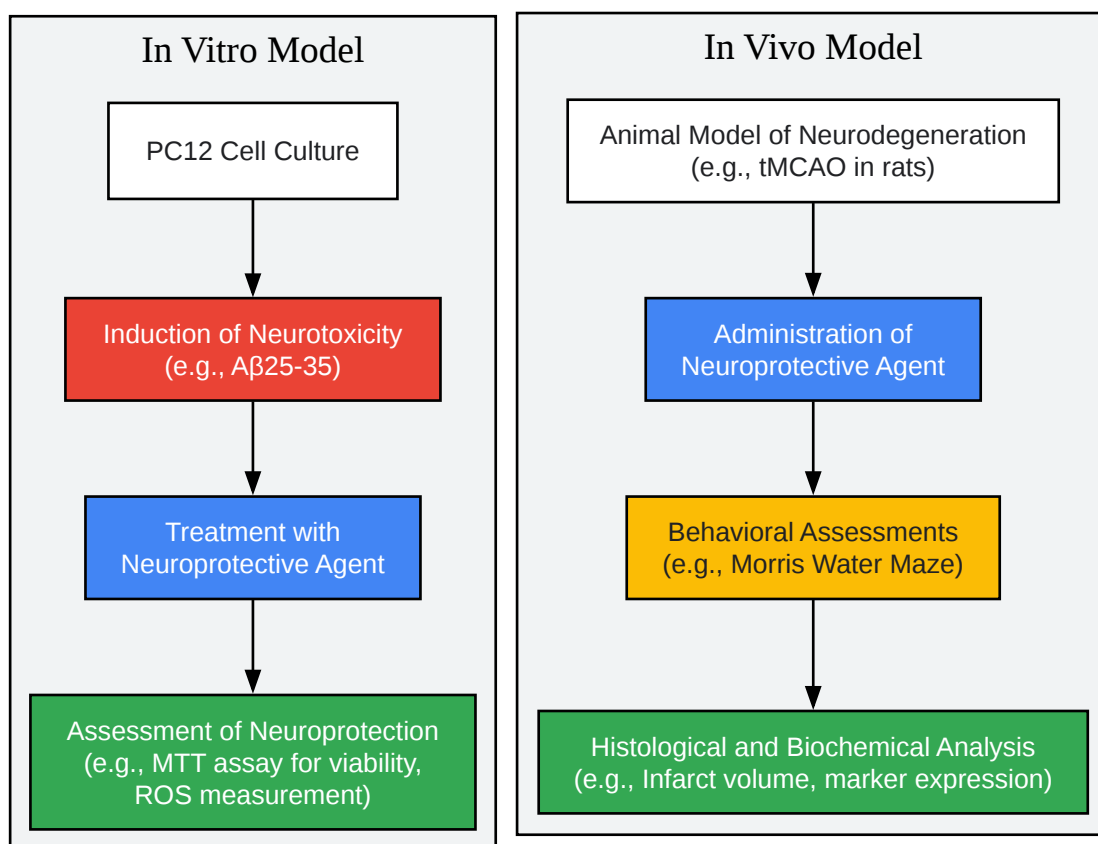 In Vitro Model
PC12 Cell Culture
Induction of Neurotoxicity
(e.g., Aβ25-35)
Treatment with
Neuroprotective Agent
Assessment of Neuroprotection
(e.g., MTT assay for viability,
ROS measurement)
In Vivo Model
Animal Model of Neurodegeneration
(e.g., tMCAO in rats)
Administration of
Neuroprotective Agent
Behavioral Assessments
(e.g., Morris Water Maze)
Histological and Biochemical Analysis
(e.g., Infarct volume, marker expression)